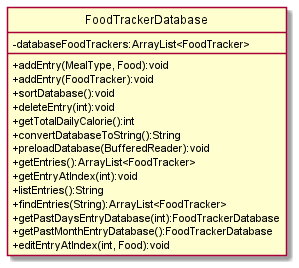 FoodTrackerDatabase
-databaseFoodTrackers:ArrayList<FoodTracker>
+addEntry(MealType, Food):void
+addEntry(FoodTracker):void
+sortDatabase():void
+deleteEntry(int):void
+getTotalDailyCalorie():int
+convertDatabaseToString():String
+preloadDatabase(BufferedReader):void
+getEntries():ArrayList<FoodTracker>
+getEntryAtIndex(int):void
+listEntries():String
+findEntries(String):ArrayList<FoodTracker>
+getPastDaysEntryDatabase(int):FoodTrackerDatabase
+getPastMonthEntryDatabase():FoodTrackerDatabase
+editEntryAtIndex(int, Food):void